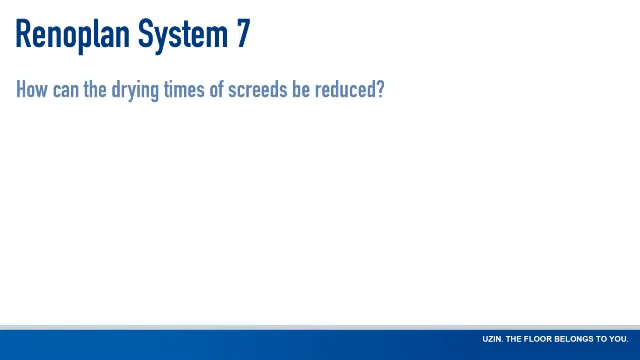 Renoplan System 7
How can the drying times of screeds be reduced?
UZIN. THE FLOOR BELONGS TO YOU.